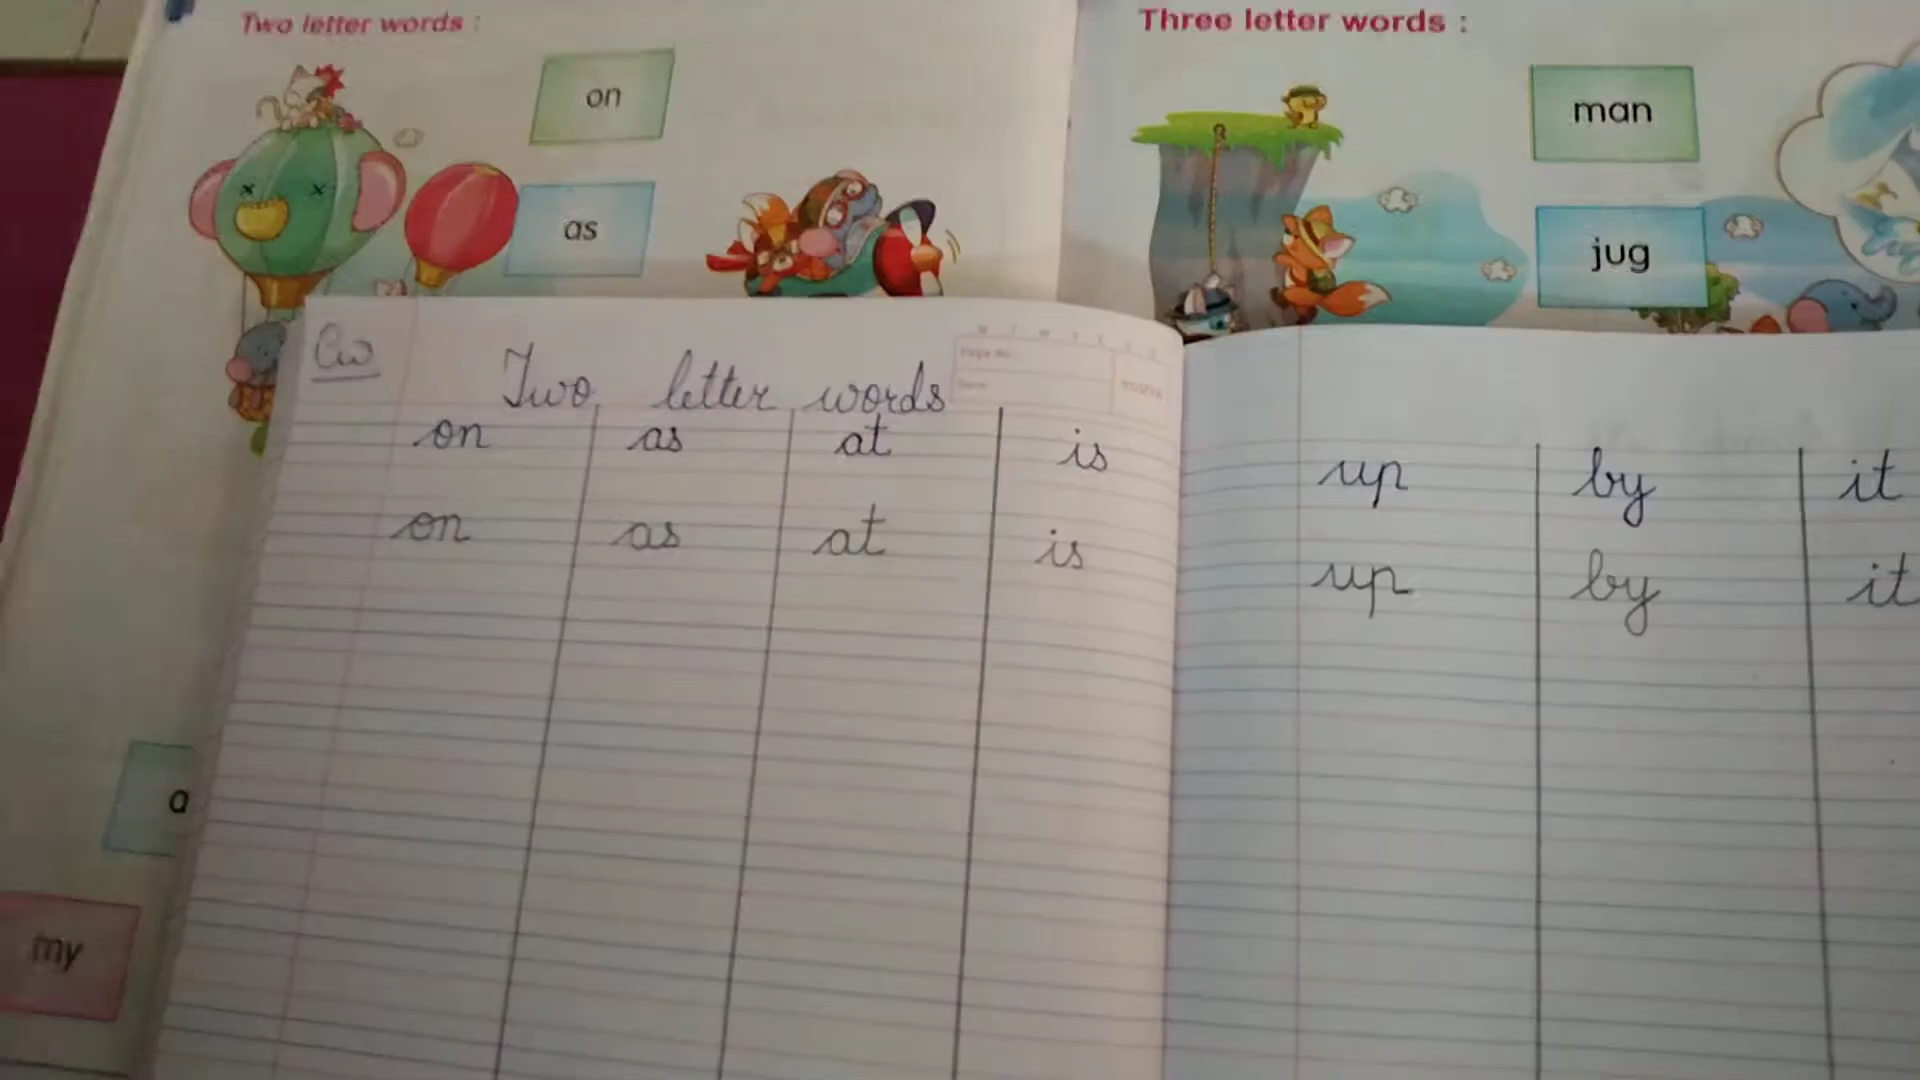 Two letter words :
on
as
a
my
Three letter words :
man
jug
Cw
Two letter words
on as at is
on as at is
up by it
up by it